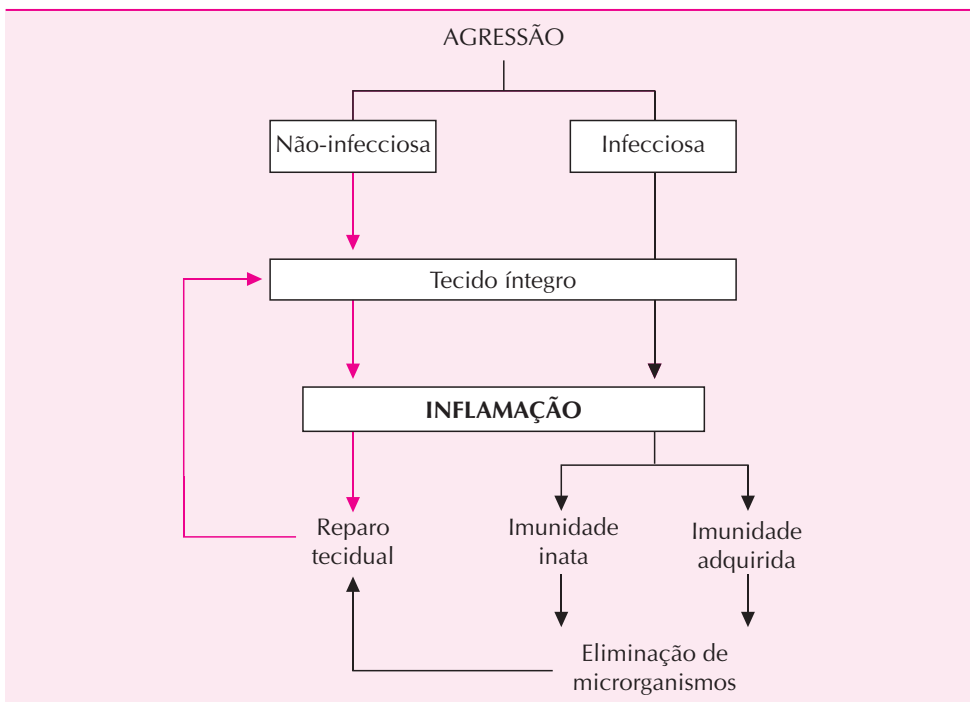 AGRESSÃO
Não-infecciosa
Infecciosa
Tecido íntegro
INFLAMAÇÃO
Reparo
tecidual
Imunidade
inata
Imunidade
adquirida
Eliminação de
microrganismos